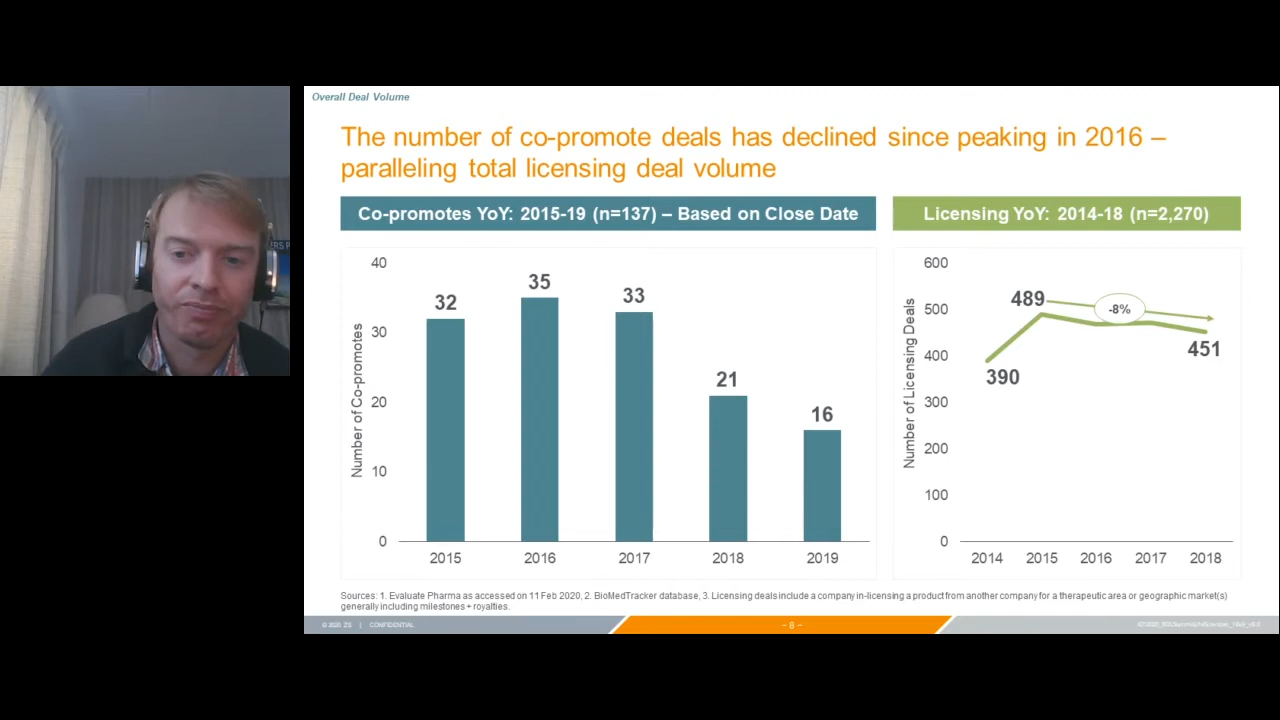 Overall Deal Volume
The number of co-promote deals has declined since peaking in 2016 –
paralleling total licensing deal volume
Co-promotes YoY: 2015-19 (n=137) – Based on Close Date
Number of Co-promotes
40
30
20
10
0
32
35
33
21
16
2015 2016 2017 2018 2019
Licensing YoY: 2014-18 (n=2,270)
Number of Licensing Deals
600
500
400
300
200
100
0
489
-8%
451
390
2014 2015 2016 2017 2018
Sources: 1. Evaluate Pharma as accessed on 11 Feb 2020, 2. BioMedTracker database, 3. Licensing deals include a company in-licensing a product from another company for a therapeutic area or geographic market(s)
generally including milestones + royalties.
© 2020 ZS | CONFIDENTIAL
– 8 –